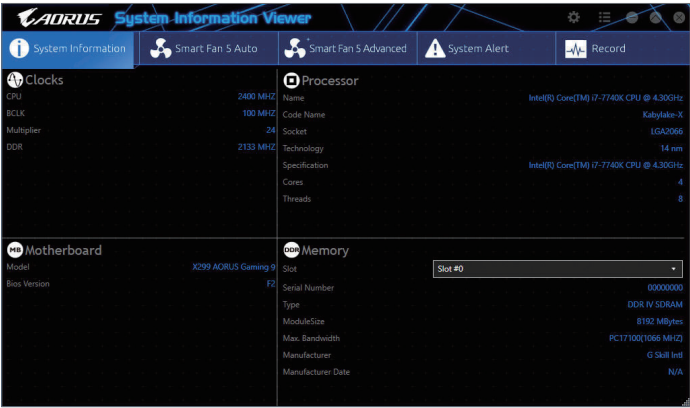 AORUS System Information Viewer
System Information
Smart Fan 5 Auto
Smart Fan 5 Advanced
System Alert
Record
Clocks
CPU 2400 MHZ
BCLK 100 MHZ
Multiplier 24
DDR 2133 MHZ
Processor
Name Intel(R) Core(TM) i7-7740K CPU @ 4.30GHz
Code Name Kabylake-X
Socket LGA2066
Technology 14 nm
Specification Intel(R) Core(TM) i7-7740K CPU @ 4.30GHz
Cores 4
Threads 8
MB Motherboard
Model X299 AORUS Gaming 9
Bios Version F2
DDR Memory
Slot Slot #0
Serial Number 00000000
Type DDR IV SDRAM
ModuleSize 8192 MBytes
Max. Bandwidth PC17100(1066 MHZ)
Manufacturer G Skill Intl
Manufacturer Date N/A